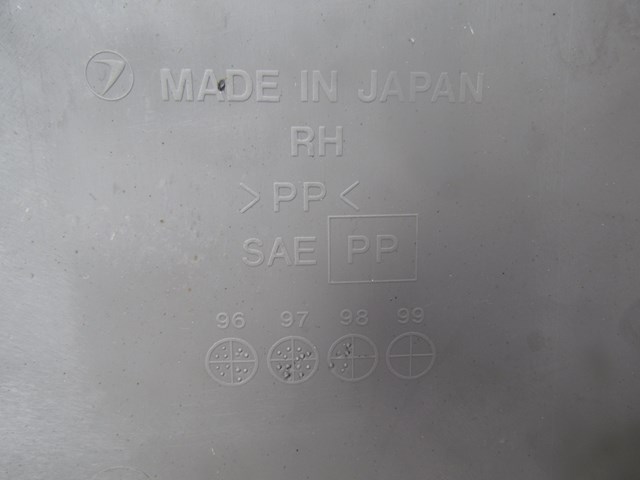 MADE IN JAPAN
RH
>PP<
SAE PP
96 97 98 99